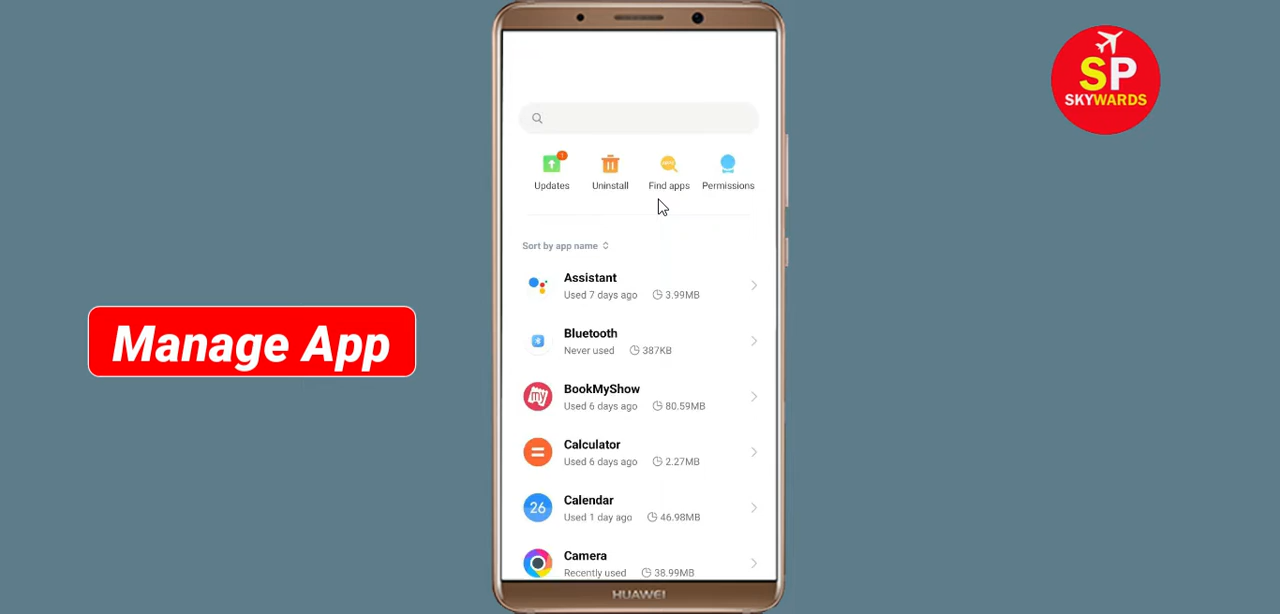 SP
SKYWARDS
Updates
Uninstall
Find apps
Permissions
Sort by app name
Assistant
Used 7 days ago 3.99MB
Bluetooth
Never used 387KB
BookMyShow
my
Used 6 days ago 80.59MB
Calculator
Used 6 days ago 2.27MB
Calendar
26
Used 1 day ago 46.98MB
Camera
Recently used 38.99MB
HUAWEI
Manage App